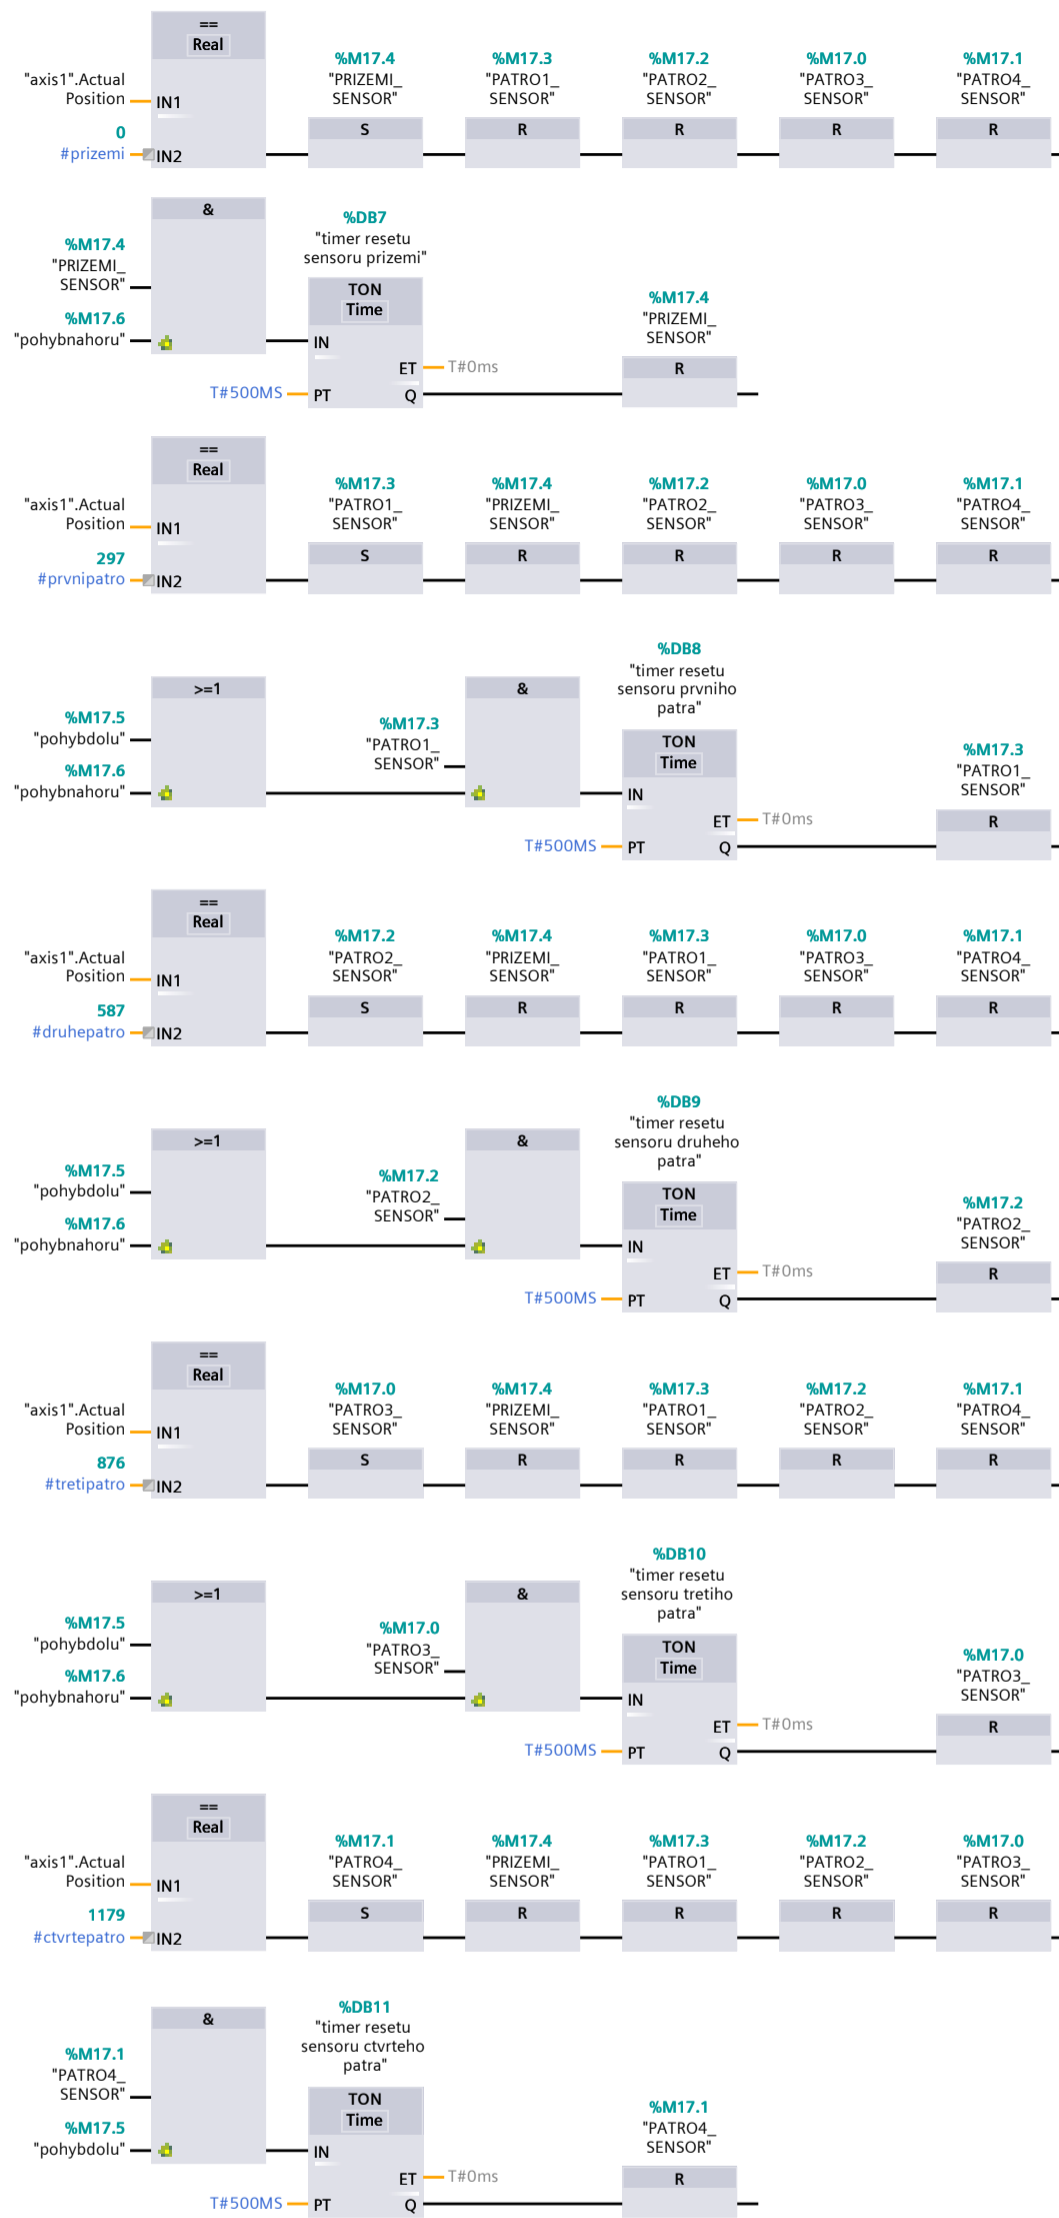 ==
Real
%M17.4 %M17.3 %M17.2 %M17.0 %M17.1
"PRIZEMI_ "PATRO1_ "PATRO2_ "PATRO3_ "PATRO4_
SENSOR" SENSOR" SENSOR" SENSOR" SENSOR"
"axis1".Actual
Position IN1
S R R R R
0
#prizemi IN2
&
%DB7
"timer resetu
sensoru prizemi"
%M17.4
"PRIZEMI_
SENSOR"
TON
Time
%M17.4
"PRIZEMI_
SENSOR"
%M17.6
"pohybnahoru" IN
ET T#0ms R
T#500MS PT Q
==
Real
%M17.3 %M17.4 %M17.2 %M17.0 %M17.1
"PATRO1_ "PRIZEMI_ "PATRO2_ "PATRO3_ "PATRO4_
SENSOR" SENSOR" SENSOR" SENSOR" SENSOR"
"axis1".Actual
Position IN1
S R R R R
297
#prvnipatro IN2
%DB8
"timer resetu
sensoru prvniho
patra"
>=1 &
%M17.5
"pohybdolu"
%M17.3
"PATRO1_
SENSOR"
TON
Time
%M17.3
"PATRO1_
SENSOR"
%M17.6
"pohybnahoru" IN
ET T#0ms R
T#500MS PT Q
==
Real
%M17.2 %M17.4 %M17.3 %M17.0 %M17.1
"PATRO2_ "PRIZEMI_ "PATRO1_ "PATRO3_ "PATRO4_
SENSOR" SENSOR" SENSOR" SENSOR" SENSOR"
"axis1".Actual
Position IN1
S R R R R
587
#druhepatro IN2
%DB9
"timer resetu
sensoru druheho
patra"
>=1 &
%M17.5
"pohybdolu"
%M17.2
"PATRO2_
SENSOR"
TON
Time
%M17.2
"PATRO2_
SENSOR"
%M17.6
"pohybnahoru" IN
ET T#0ms R
T#500MS PT Q
==
Real
%M17.0 %M17.4 %M17.3 %M17.2 %M17.1
"PATRO3_ "PRIZEMI_ "PATRO1_ "PATRO2_ "PATRO4_
SENSOR" SENSOR" SENSOR" SENSOR" SENSOR"
"axis1".Actual
Position IN1
S R R R R
876
#tretipatro IN2
%DB10
"timer resetu
sensoru tretiho
patra"
>=1 &
%M17.5
"pohybdolu"
%M17.0
"PATRO3_
SENSOR"
TON
Time
%M17.0
"PATRO3_
SENSOR"
%M17.6
"pohybnahoru" IN
ET T#0ms R
T#500MS PT Q
==
Real
%M17.1 %M17.4 %M17.3 %M17.2 %M17.0
"PATRO4_ "PRIZEMI_ "PATRO1_ "PATRO2_ "PATRO3_
SENSOR" SENSOR" SENSOR" SENSOR" SENSOR"
"axis1".Actual
Position IN1
S R R R R
1179
#ctvrtepatro IN2
&
%DB11
"timer resetu
sensoru ctvrteho
patra"
%M17.1
"PATRO4_
SENSOR"
TON
Time
%M17.1
"PATRO4_
SENSOR"
%M17.5
"pohybdolu" IN
ET T#0ms R
T#500MS PT Q